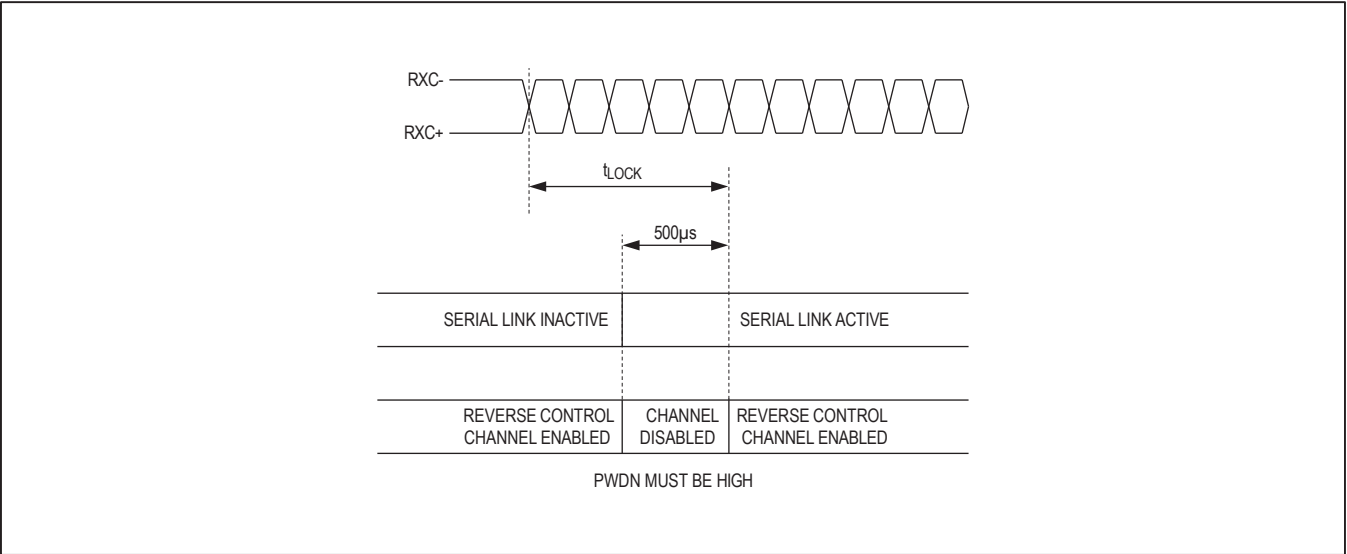 RXC-
RXC+
tLOCK
500µs
SERIAL LINK INACTIVE
SERIAL LINK ACTIVE
REVERSE CONTROL
CHANNEL ENABLED
CHANNEL
DISABLED
REVERSE CONTROL
CHANNEL ENABLED
PWDN MUST BE HIGH